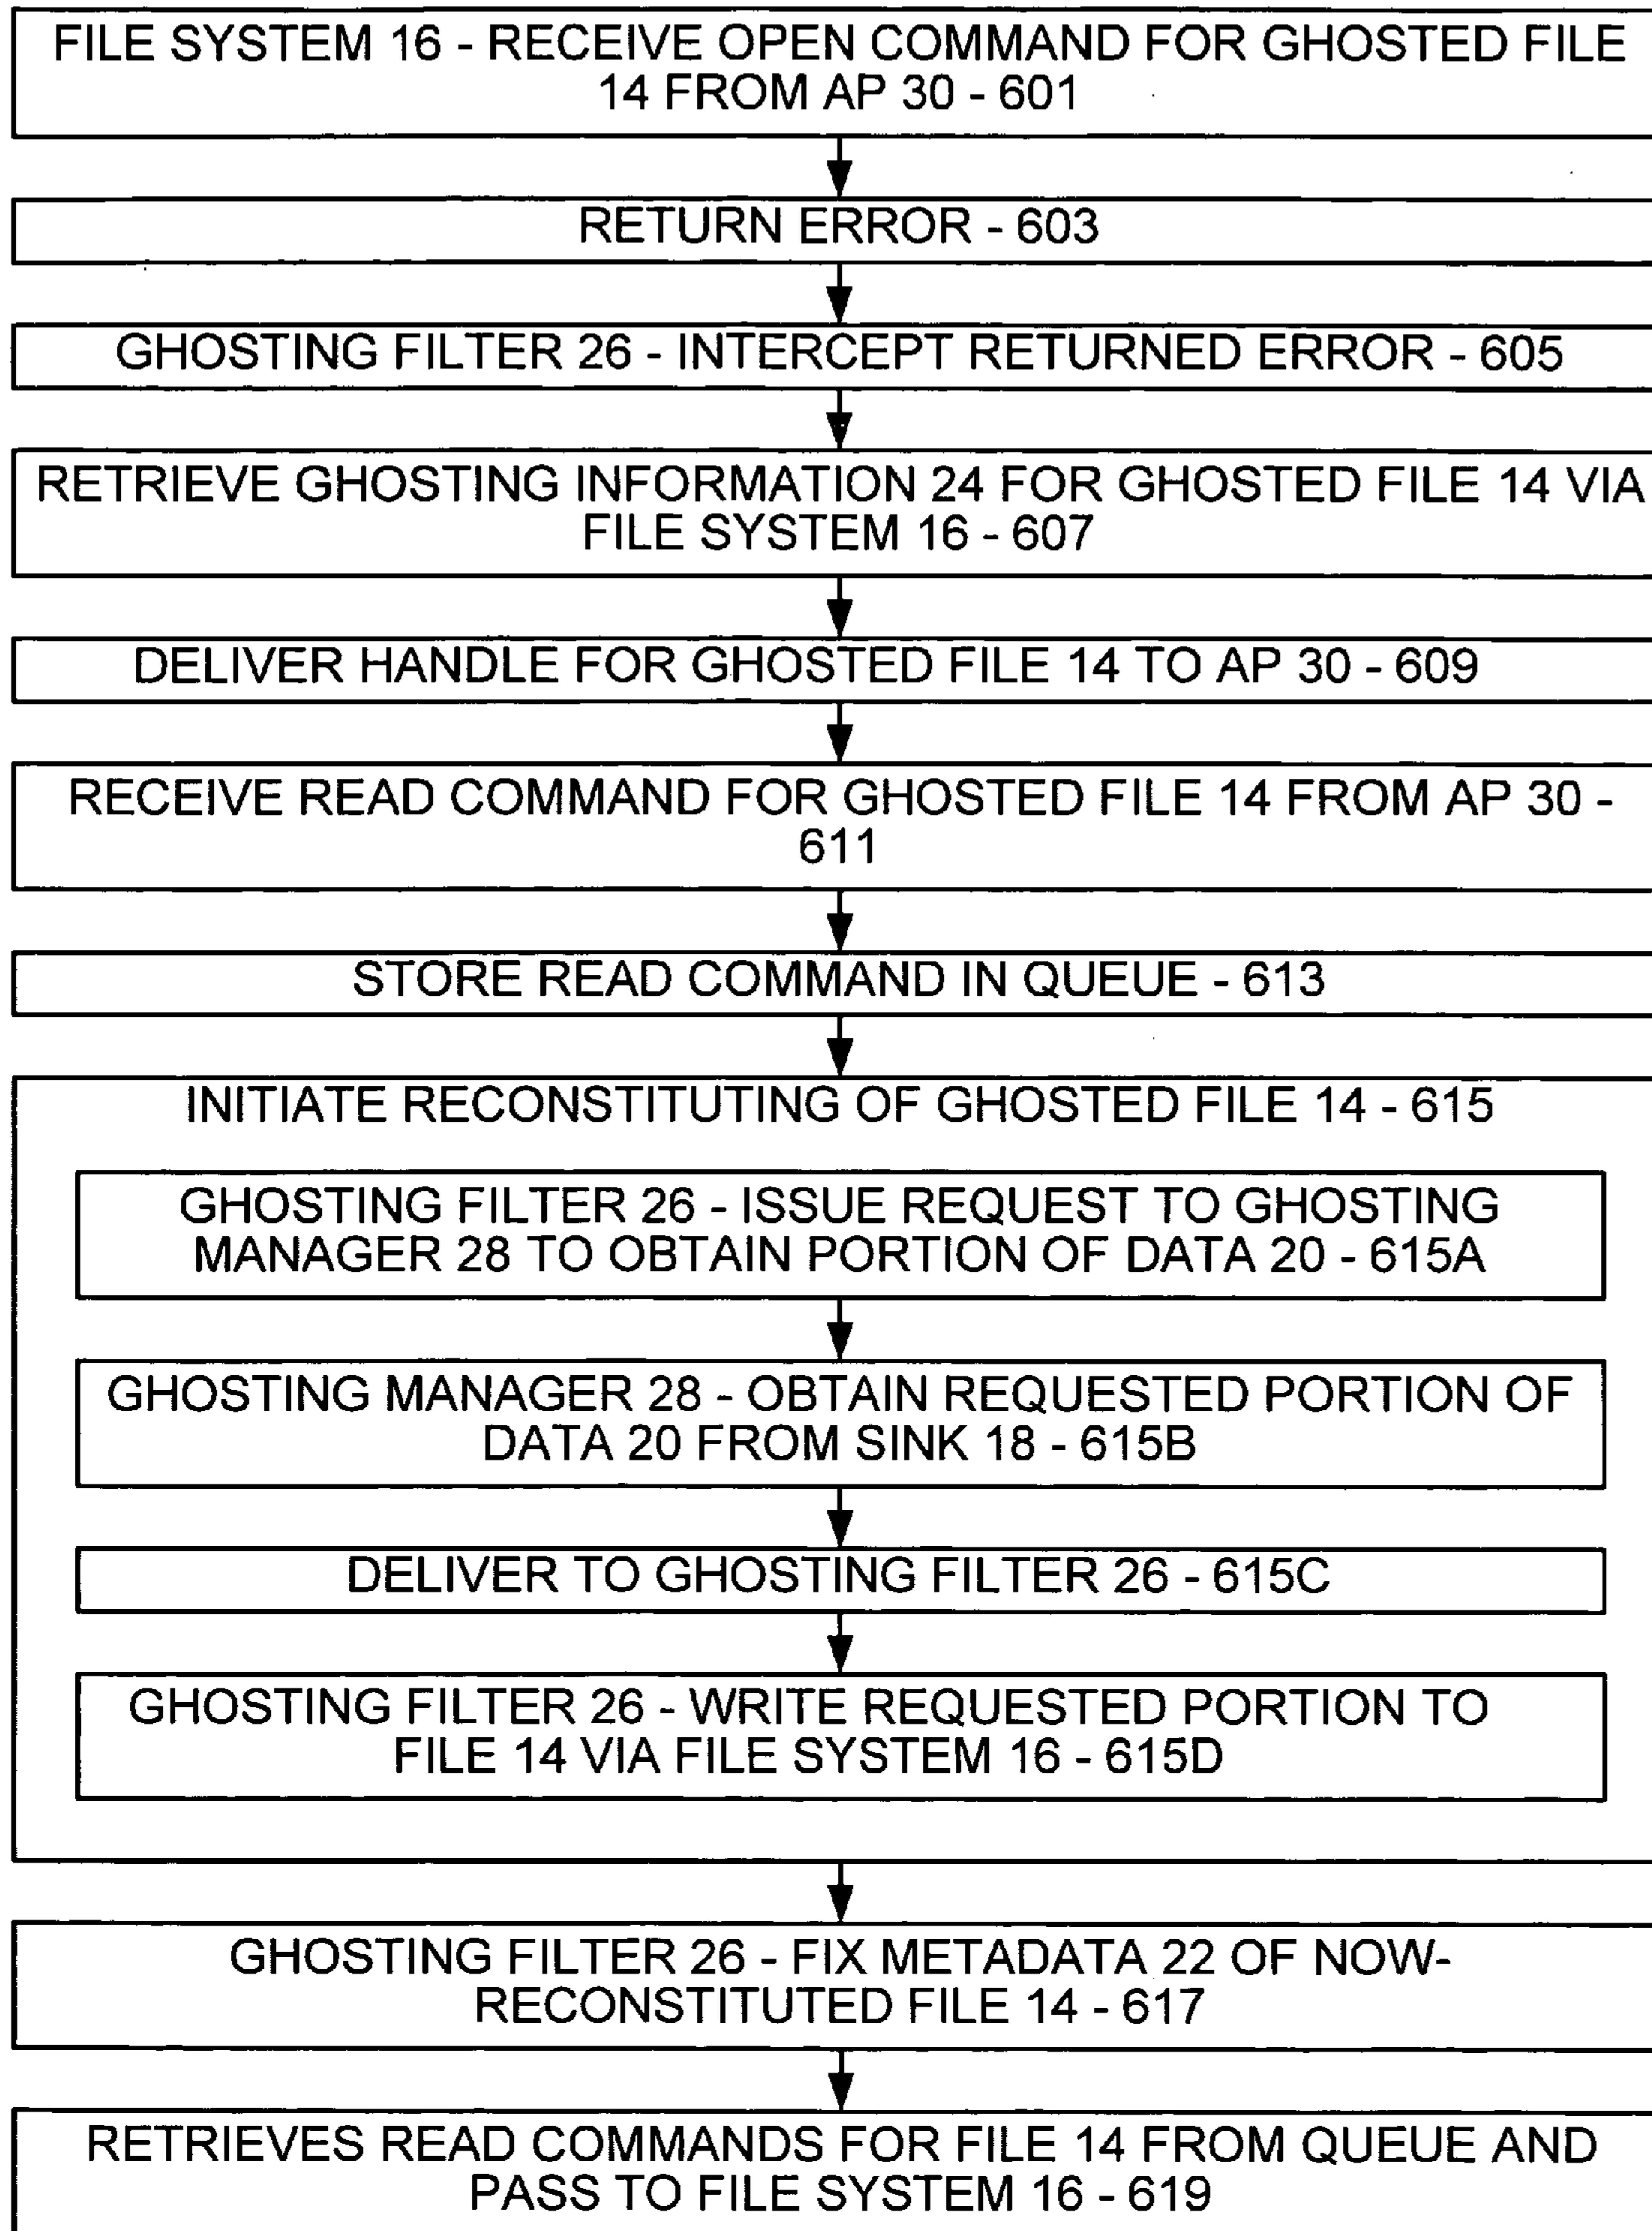 FILE SYSTEM 16 - RECEIVE OPEN COMMAND FOR GHOSTED FILE
14 FROM AP 30 - 601
RETURN ERROR - 603
GHOSTING FILTER 26 - INTERCEPT RETURNED ERROR - 605
RETRIEVE GHOSTING INFORMATION 24 FOR GHOSTED FILE 14 VIA
FILE SYSTEM 16 - 607
DELIVER HANDLE FOR GHOSTED FILE 14 TO AP 30 - 609
RECEIVE READ COMMAND FOR GHOSTED FILE 14 FROM AP 30 -
611
STORE READ COMMAND IN QUEUE - 613
INITIATE RECONSTITUTING OF GHOSTED FILE 14 - 615
GHOSTING FILTER 26 - ISSUE REQUEST TO GHOSTING
MANAGER 28 TO OBTAIN PORTION OF DATA 20 - 615A
GHOSTING MANAGER 28 - OBTAIN REQUESTED PORTION OF
DATA 20 FROM SINK 18 - 615B
DELIVER TO GHOSTING FILTER 26 - 615C
GHOSTING FILTER 26 - WRITE REQUESTED PORTION TO
FILE 14 VIA FILE SYSTEM 16 - 615D
GHOSTING FILTER 26 - FIX METADATA 22 OF NOW-
RECONSTITUTED FILE 14 - 617
RETRIEVES READ COMMANDS FOR FILE 14 FROM QUEUE AND
PASS TO FILE SYSTEM 16 - 619